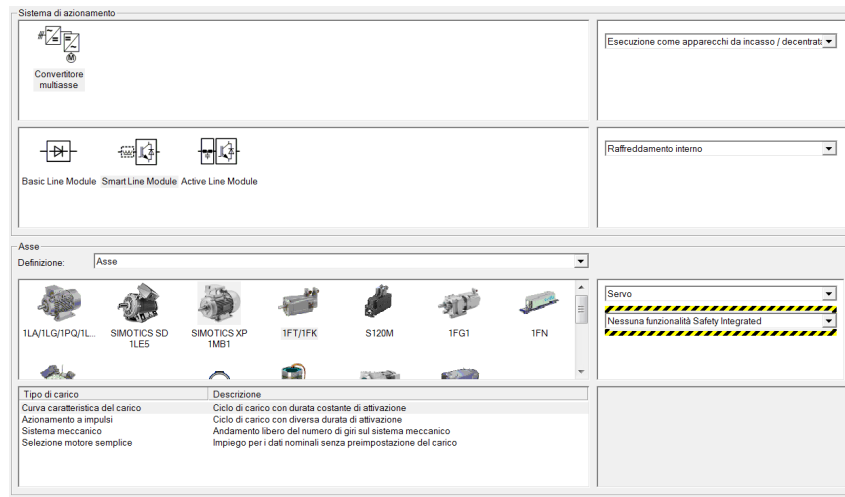 Sistema di azionamento
Convertitore
multiasse
Esecuzione come apparecchi da incasso / decentrata
Basic Line Module
Smart Line Module
Active Line Module
Raffreddamento interno
Asse
Definizione:
Asse
1LA/1LG/1PQ/1L...
SIMOTICS SD
1LE5
SIMOTICS XP
1MB1
1FT/1FK
S120M
1FG1
1FN
Servo
Nessuna funzionalità Safety Integrated
Tipo di carico
Descrizione
Curva caratteristica del carico
Ciclo di carico con durata costante di attivazione
Azionamento a impulsi
Ciclo di carico con diversa durata di attivazione
Sistema meccanico
Andamento libero del numero di giri sul sistema meccanico
Selezione motore semplice
Impiego per i dati nominali senza preimpostazione del carico